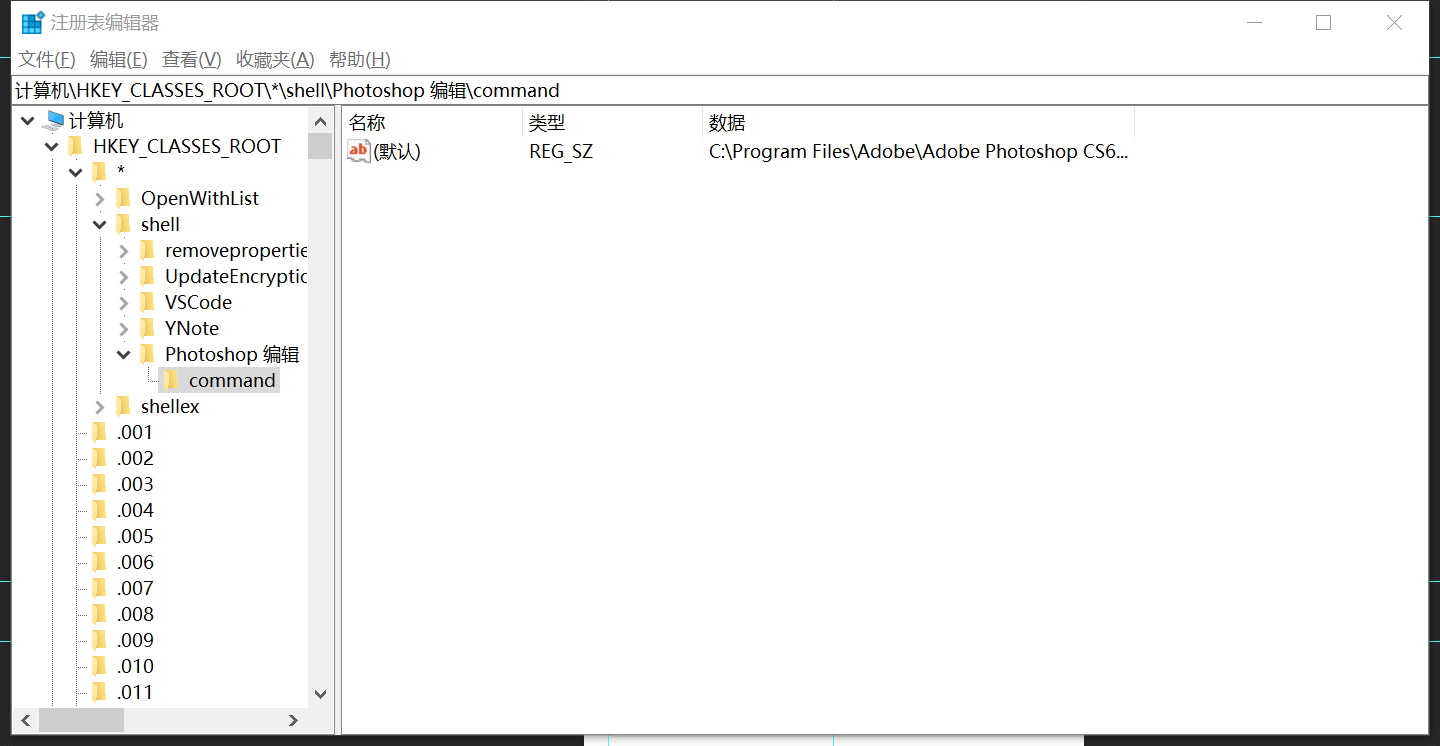 注册表编辑器
文件(F) 编辑(E) 查看(V) 收藏夹(A) 帮助(H)
计算机\HKEY_CLASSES_ROOT\*\shell\Photoshop 编辑\command
计算机
HKEY_CLASSES_ROOT
*
OpenWithList
shell
removepropertie
UpdateEncryptic
VSCode
YNote
Photoshop 编辑
command
shellex
.001
.002
.003
.004
.005
.006
.007
.008
.009
.010
.011
名称 类型 数据
ab (默认) REG_SZ C:\Program Files\Adobe\Adobe Photoshop CS6...